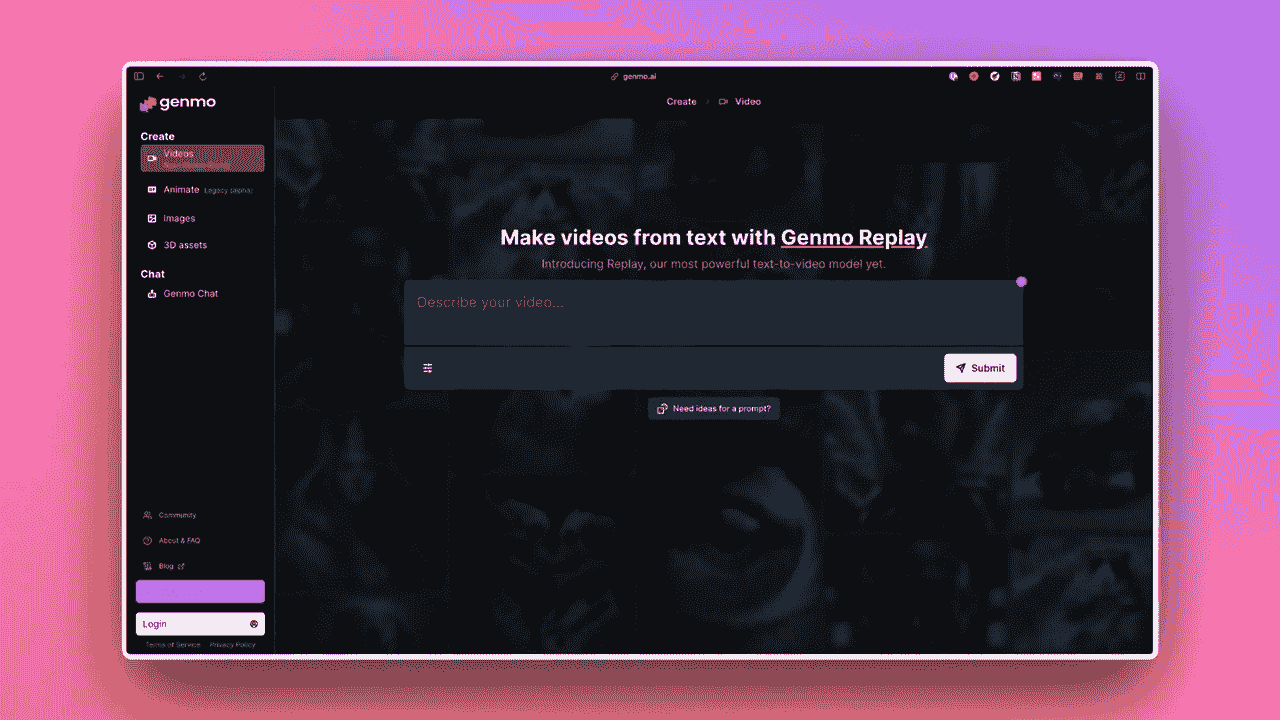 genmo.ai
genmo
Create
Video
Create
Videos
Animate Legacy (alpha)
Images
3D assets
Chat
Genmo Chat
Make videos from text with Genmo Replay
Introducing Replay, our most powerful text-to-video model yet.
Describe your video...
Submit
Need ideas for a prompt?
Community
About & FAQ
Blog
Login
Terms of Service Privacy Policy